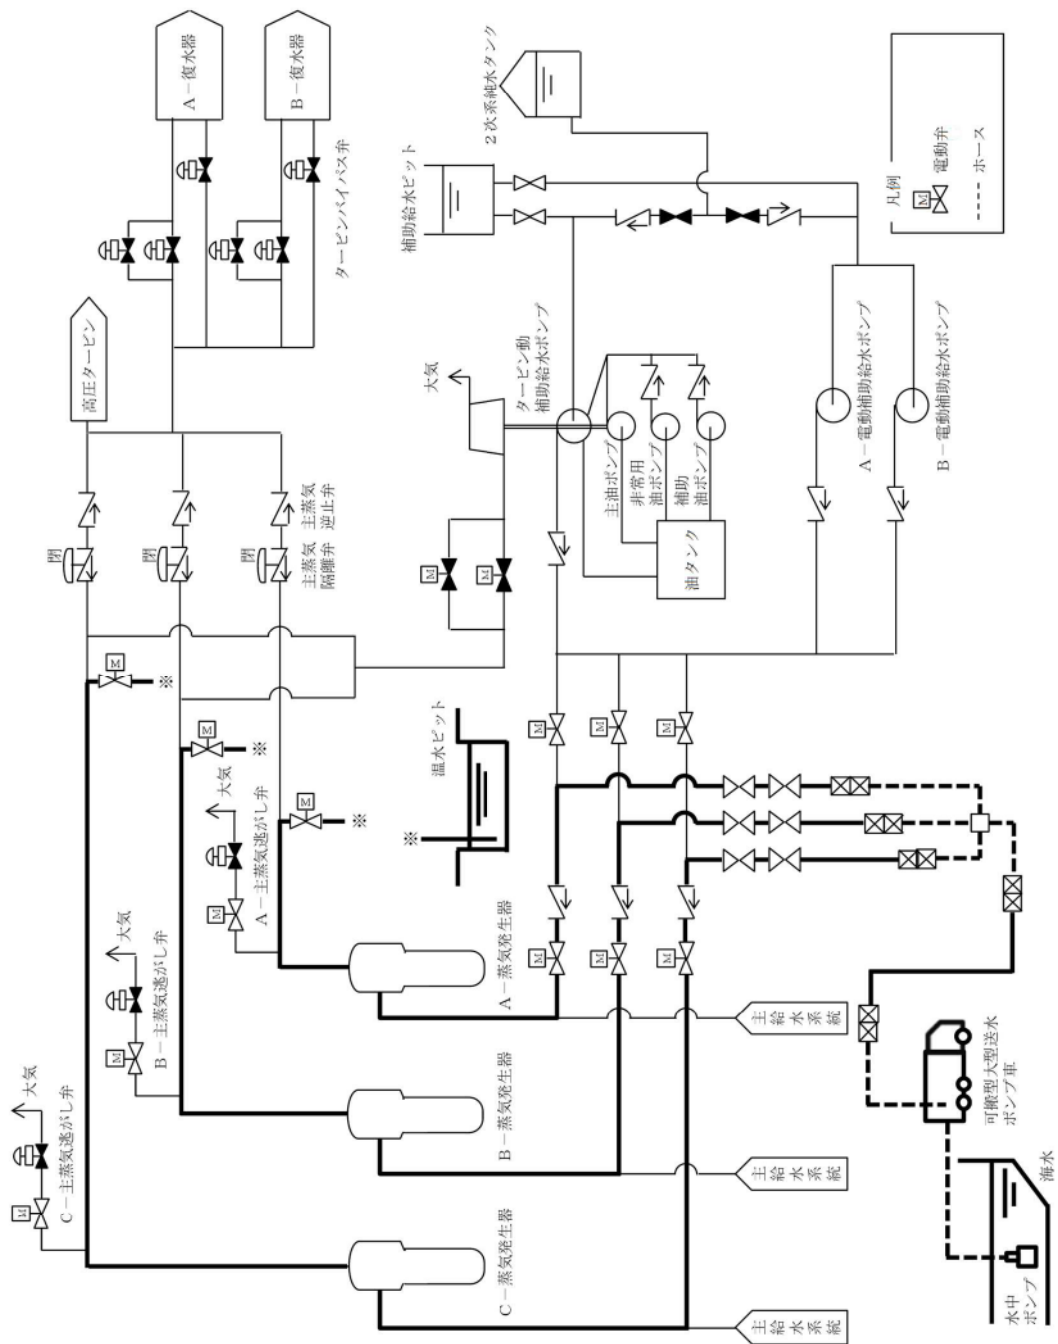 A－復水器
B－復水器
タービンバイパス弁
高圧タービン
2次系純水タンク
補助給水ピット
凡例
M
電動弁
ホース
閉
閉
閉
主蒸気
逆止弁
主蒸気
隔離弁
大気
タービン動
補助給水ポンプ
主油ポンプ
非常用
油ポンプ
補助
油ポンプ
油タンク
A－電動補助給水ポンプ
B－電動補助給水ポンプ
M
M
M
※
M
※
M
※
大気
M
A－主蒸気逃がし弁
大気
M
B－主蒸気逃がし弁
大気
M
C－主蒸気逃がし弁
温水ピット
※
M
M
M
M
M
M
A－蒸気発生器
B－蒸気発生器
C－蒸気発生器
主給水系統
主給水系統
主給水系統
可搬型大型送水
ポンプ車
海水
水中
ポンプ